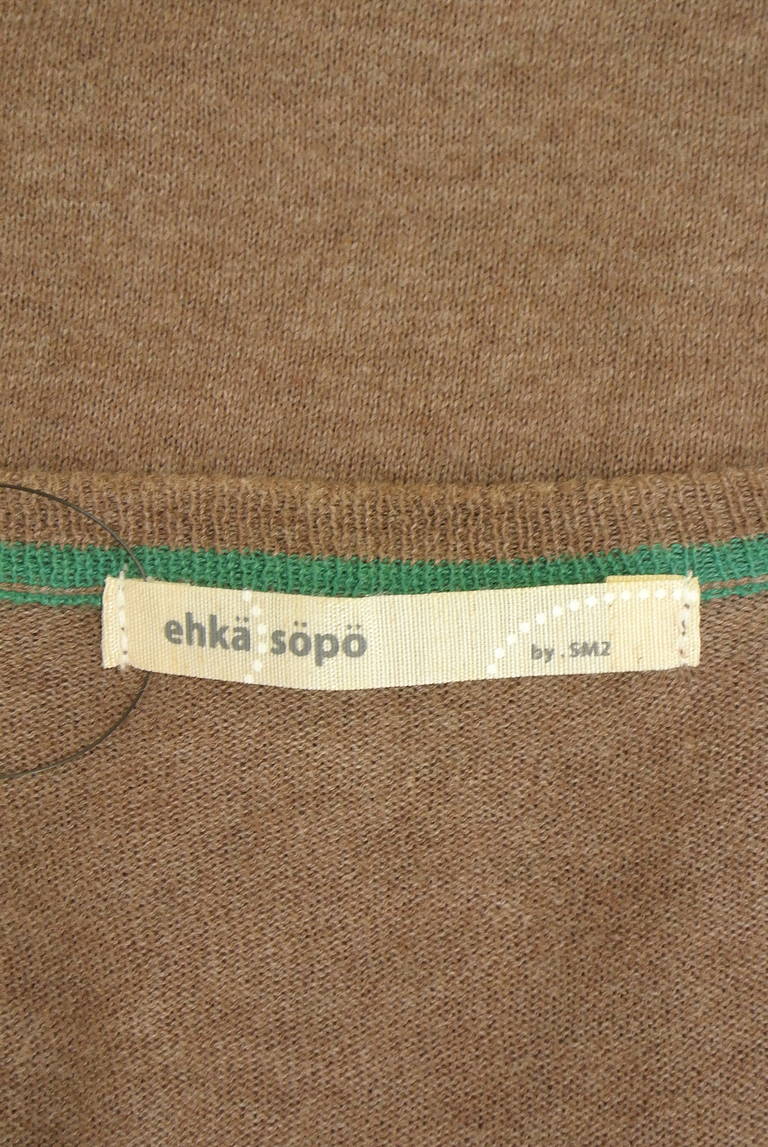 ehkä söpö
by . SM2